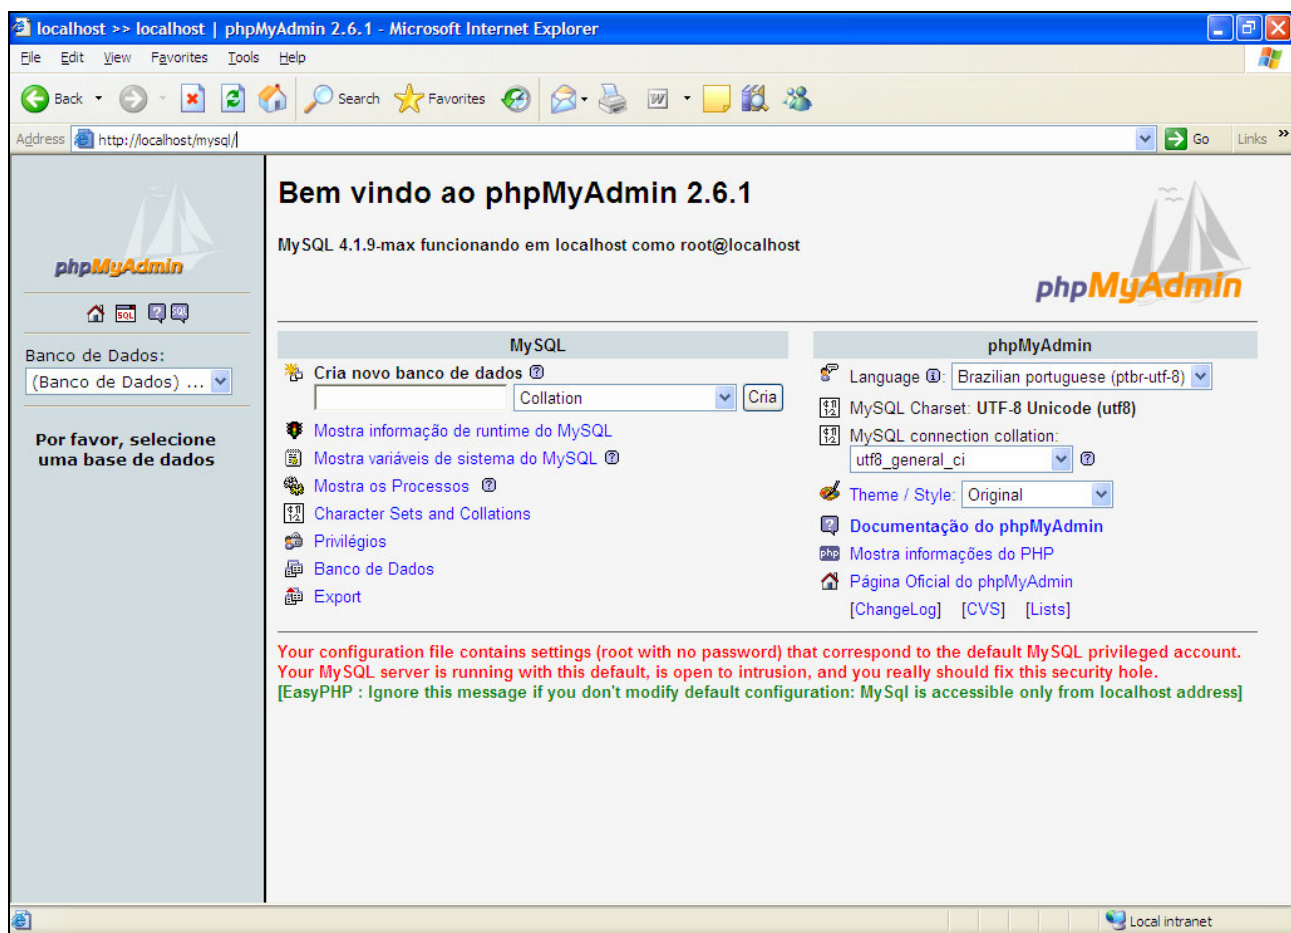 localhost >> localhost | phpMyAdmin 2.6.1 - Microsoft Internet Explorer
File Edit View Favorites Tools Help
Back Search Favorites
Address http://localhost/mysql/ Go Links »
phpMyAdmin
SQL ? SQL
Banco de Dados:
(Banco de Dados) ...
Por favor, selecione
uma base de dados
Bem vindo ao phpMyAdmin 2.6.1
MySQL 4.1.9-max funcionando em localhost como root@localhost
phpMyAdmin
MySQL
Cria novo banco de dados
Collation Cria
Mostra informação de runtime do MySQL
Mostra variáveis de sistema do MySQL
Mostra os Processos
Character Sets and Collations
Privilégios
Banco de Dados
Export
phpMyAdmin
Language : Brazilian portuguese (ptbr-utf-8)
MySQL Charset: UTF-8 Unicode (utf8)
MySQL connection collation:
utf8_general_ci
Theme / Style: Original
Documentação do phpMyAdmin
php Mostra informações do PHP
Página Oficial do phpMyAdmin
[ChangeLog] [CVS] [Lists]
Your configuration file contains settings (root with no password) that correspond to the default MySQL privileged account.
Your MySQL server is running with this default, is open to intrusion, and you really should fix this security hole.
[EasyPHP : Ignore this message if you don't modify default configuration: MySql is accessible only from localhost address]
Local intranet